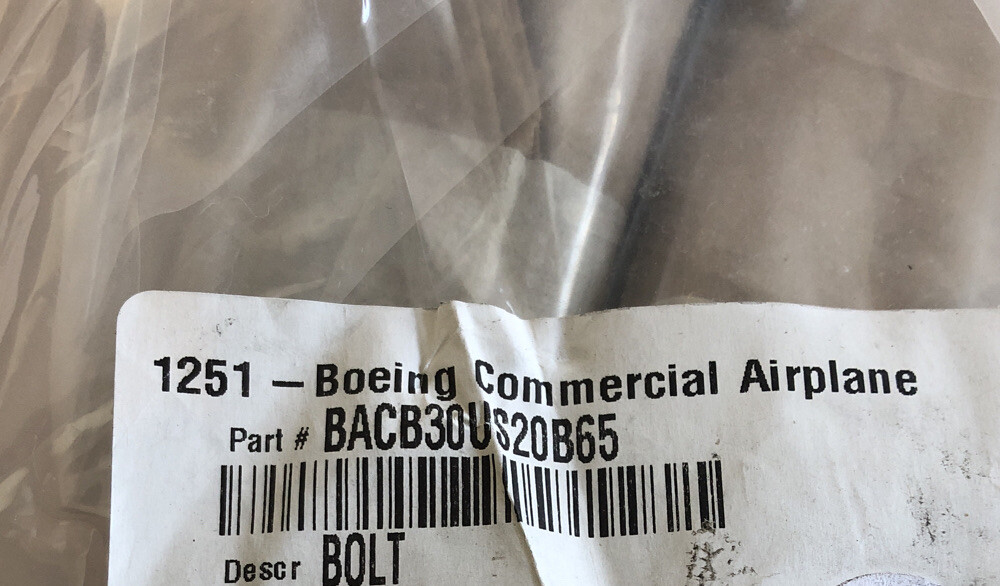 1251 – Boeing Commercial Airplane
Part # BACB30US20B65
Descr BOLT